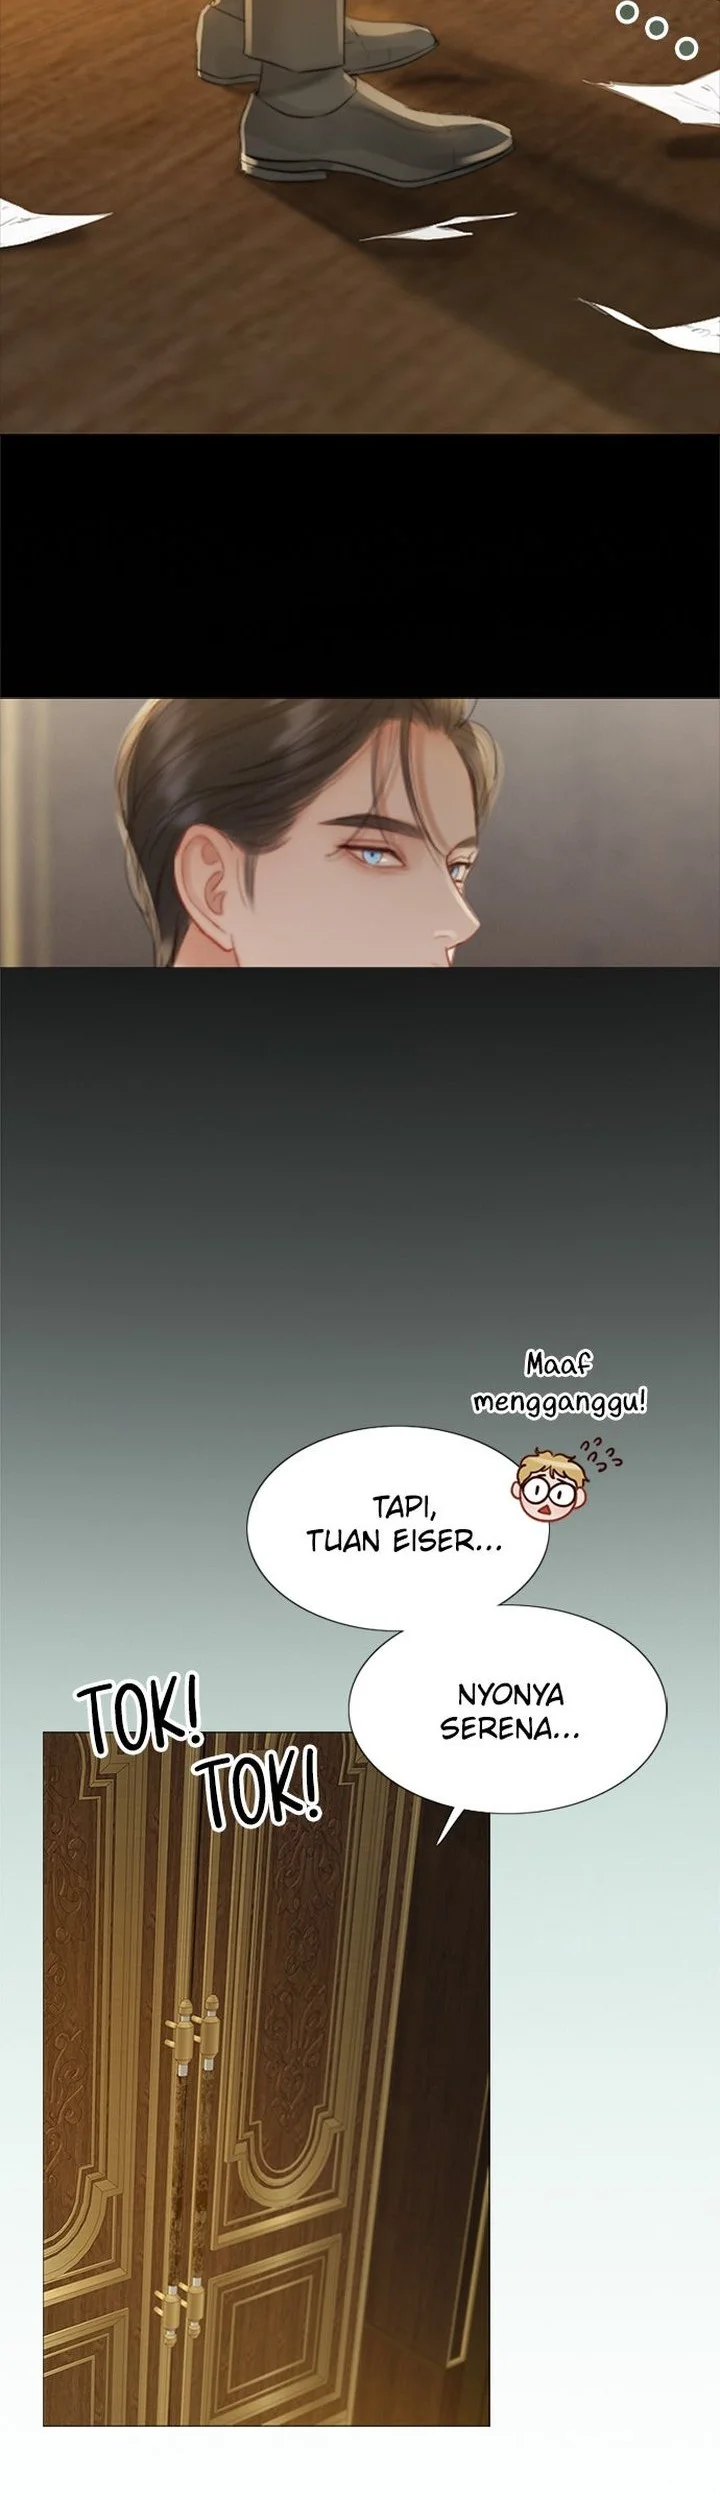 Maaf
mengganggu!
TAPI,
TUAN EISER...
NYONYA
SERENA...
TOK!
TOK!